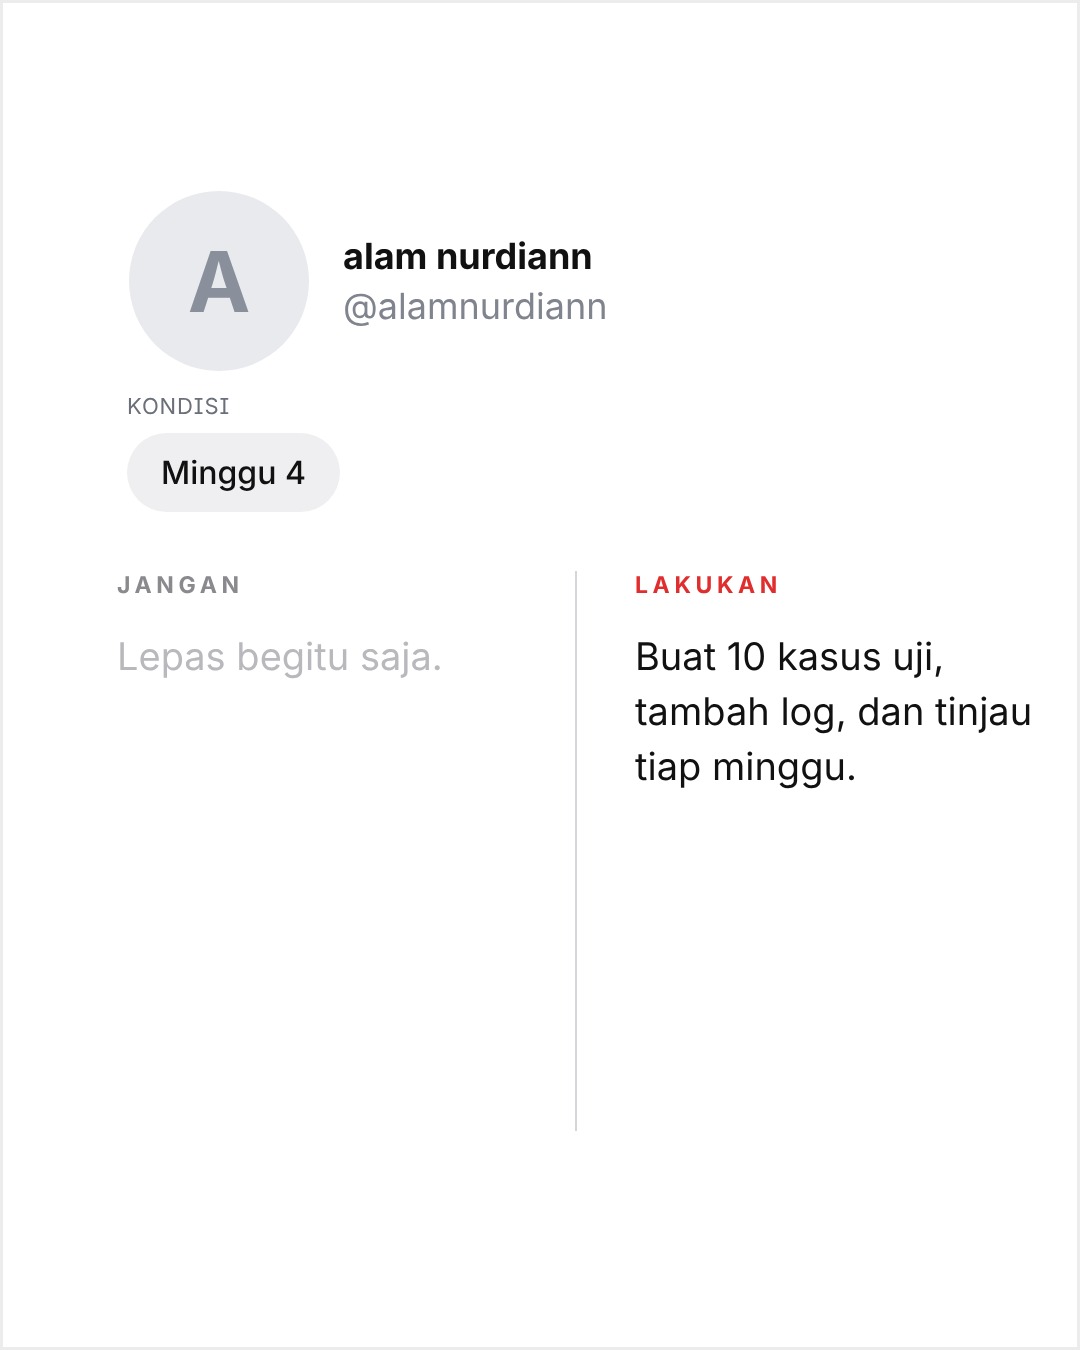 A
alam nurdiann
@alamnurdiann
KONDISI
Minggu 4
JANGAN
Lepas begitu saja.
LAKUKAN
Buat 10 kasus uji,
tambah log, dan tinjau
tiap minggu.